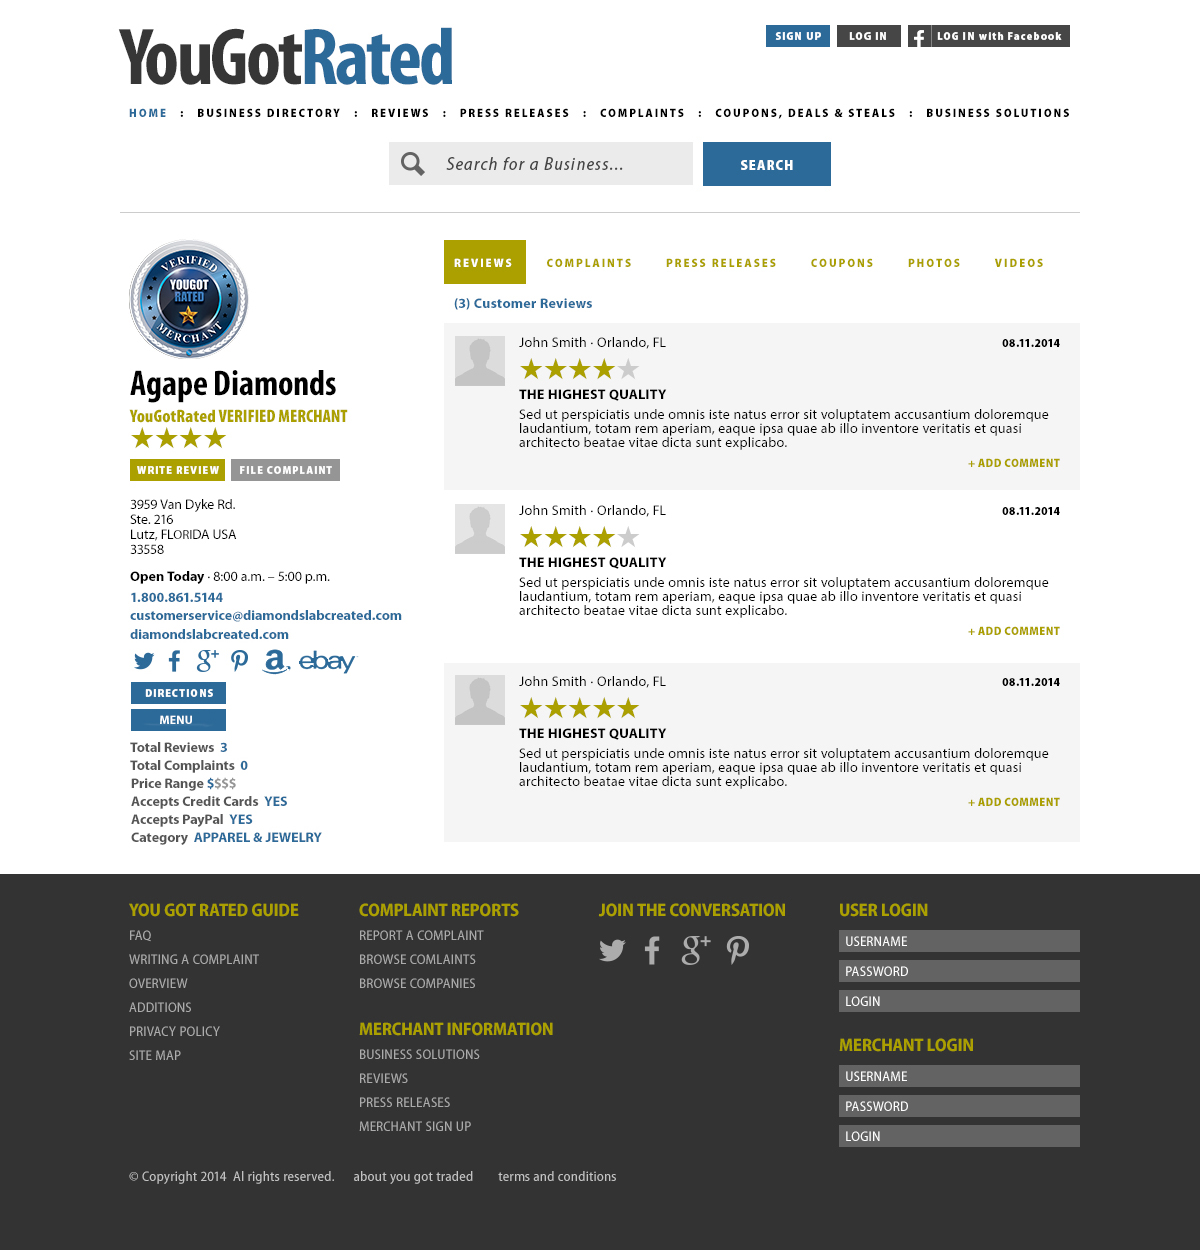 YouGotRated
SIGN UP
LOG IN
LOG IN with Facebook
HOME : BUSINESS DIRECTORY : REVIEWS : PRESS RELEASES : COMPLAINTS : COUPONS, DEALS & STEALS : BUSINESS SOLUTIONS
Search for a Business...
SEARCH
VERIFIED
YOUGOT
RATED
MERCHANT
Agape Diamonds
YouGotRated VERIFIED MERCHANT
WRITE REVIEW
FILE COMPLAINT
3959 Van Dyke Rd.
Ste. 216
Lutz, FLORIDA USA
33558
Open Today · 8:00 a.m. – 5:00 p.m.
1.800.861.5144
customerservice@diamondslabcreated.com
diamondslabcreated.com
g+
a
ebay
DIRECTIONS
MENU
Total Reviews 3
Total Complaints 0
Price Range $$$$
Accepts Credit Cards YES
Accepts PayPal YES
Category APPAREL & JEWELRY
REVIEWS COMPLAINTS PRESS RELEASES COUPONS PHOTOS VIDEOS
(3) Customer Reviews
John Smith · Orlando, FL
08.11.2014
THE HIGHEST QUALITY
Sed ut perspiciatis unde omnis iste natus error sit voluptatem accusantium doloremque
laudantium, totam rem aperiam, eaque ipsa quae ab illo inventore veritatis et quasi
architecto beatae vitae dicta sunt explicabo.
+ ADD COMMENT
John Smith · Orlando, FL
08.11.2014
THE HIGHEST QUALITY
Sed ut perspiciatis unde omnis iste natus error sit voluptatem accusantium doloremque
laudantium, totam rem aperiam, eaque ipsa quae ab illo inventore veritatis et quasi
architecto beatae vitae dicta sunt explicabo.
+ ADD COMMENT
John Smith · Orlando, FL
08.11.2014
THE HIGHEST QUALITY
Sed ut perspiciatis unde omnis iste natus error sit voluptatem accusantium doloremque
laudantium, totam rem aperiam, eaque ipsa quae ab illo inventore veritatis et quasi
architecto beatae vitae dicta sunt explicabo.
+ ADD COMMENT
YOU GOT RATED GUIDE
FAQ
WRITING A COMPLAINT
OVERVIEW
ADDITIONS
PRIVACY POLICY
SITE MAP
COMPLAINT REPORTS
REPORT A COMPLAINT
BROWSE COMLAINTS
BROWSE COMPANIES
MERCHANT INFORMATION
BUSINESS SOLUTIONS
REVIEWS
PRESS RELEASES
MERCHANT SIGN UP
JOIN THE CONVERSATION
g+
USER LOGIN
USERNAME
PASSWORD
LOGIN
MERCHANT LOGIN
USERNAME
PASSWORD
LOGIN
© Copyright 2014 Al rights reserved. about you got traded terms and conditions